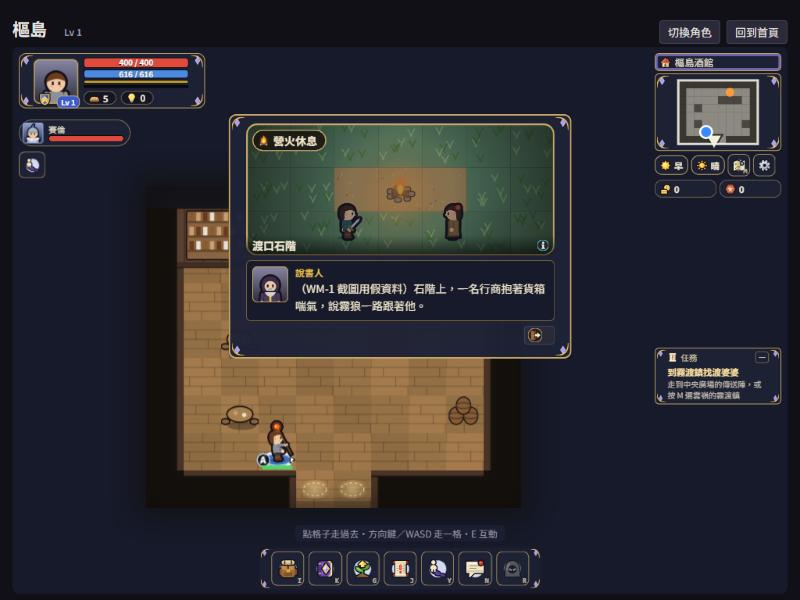 樞島 Lv 1
切換角色 回到首頁
400 / 400
616 / 616
Lv 1
5 0
賽倫
樞島酒館
早 晴
0 0
營火休息
渡口石階
說書人
（WM-1 截圖用假資料）石階上，一名行商抱著貨箱
喘氣，說霧狼一路跟著他。
任務
到霧渡鎮找渡婆婆
走到中央廣場的傳送陣，或
按 M 選雲嶺的霧渡鎮
A
點格子走過去・方向鍵／WASD 走一格・E 互動
I K G J Y N R